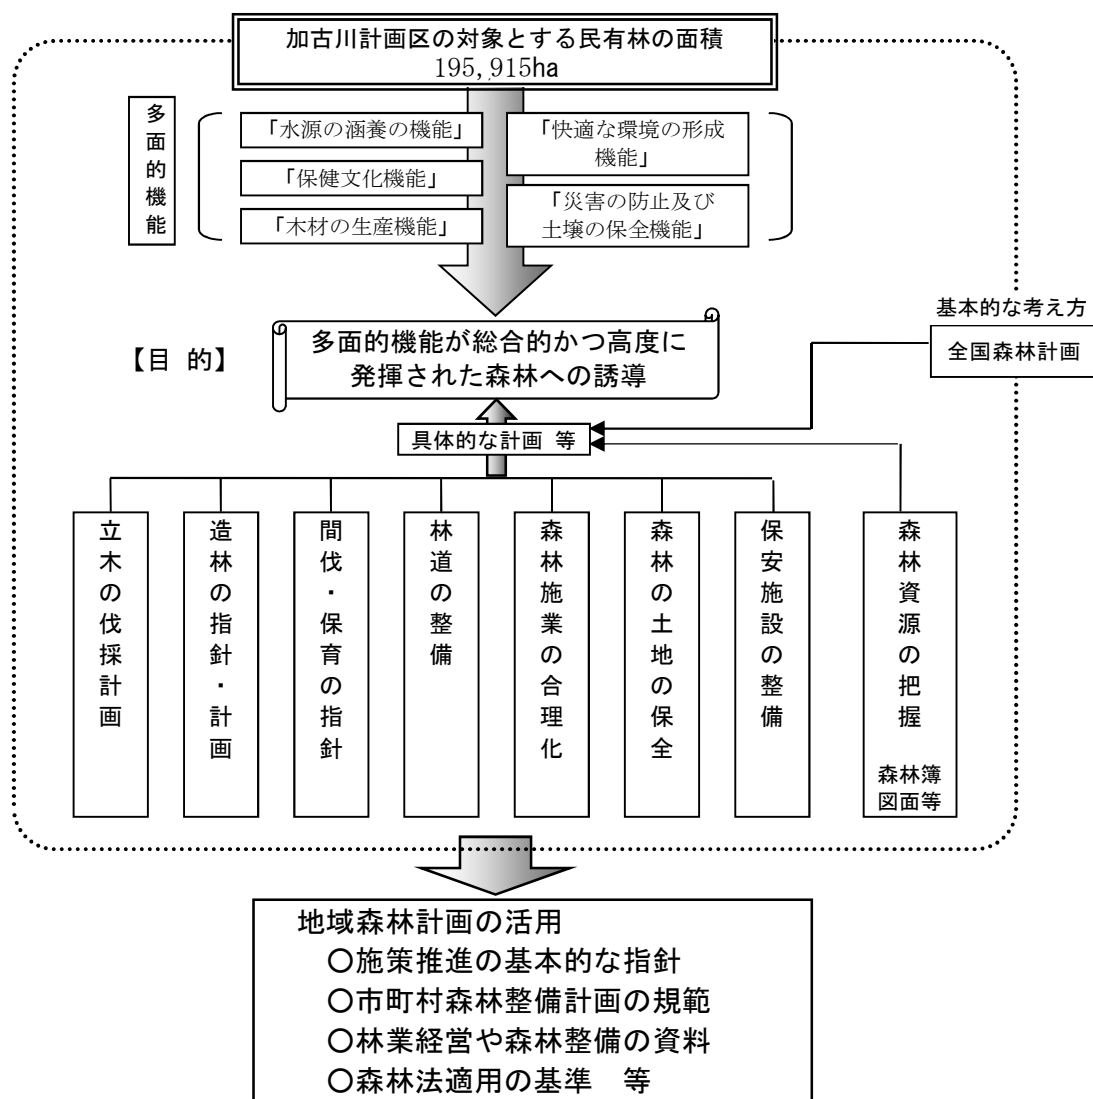 加古川計画区の対象とする民有林の面積
195,915ha
多面的機能
「水源の涵養の機能」
「保健文化機能」
「木材の生産機能」
「快適な環境の形成
機能」
「災害の防止及び
土壌の保全機能」
基本的な考え方
全国森林計画
【目 的】
多面的機能が総合的かつ高度に
発揮された森林への誘導
具体的な計画 等
立木の伐採計画
造林の指針・計画
間伐・保育の指針
林道の整備
森林施業の合理化
森林の土地の保全
保安施設の整備
森林資源の把握
森林簿
図面等
地域森林計画の活用
○施策推進の基本的な指針
○市町村森林整備計画の規範
○林業経営や森林整備の資料
○森林法適用の基準 等